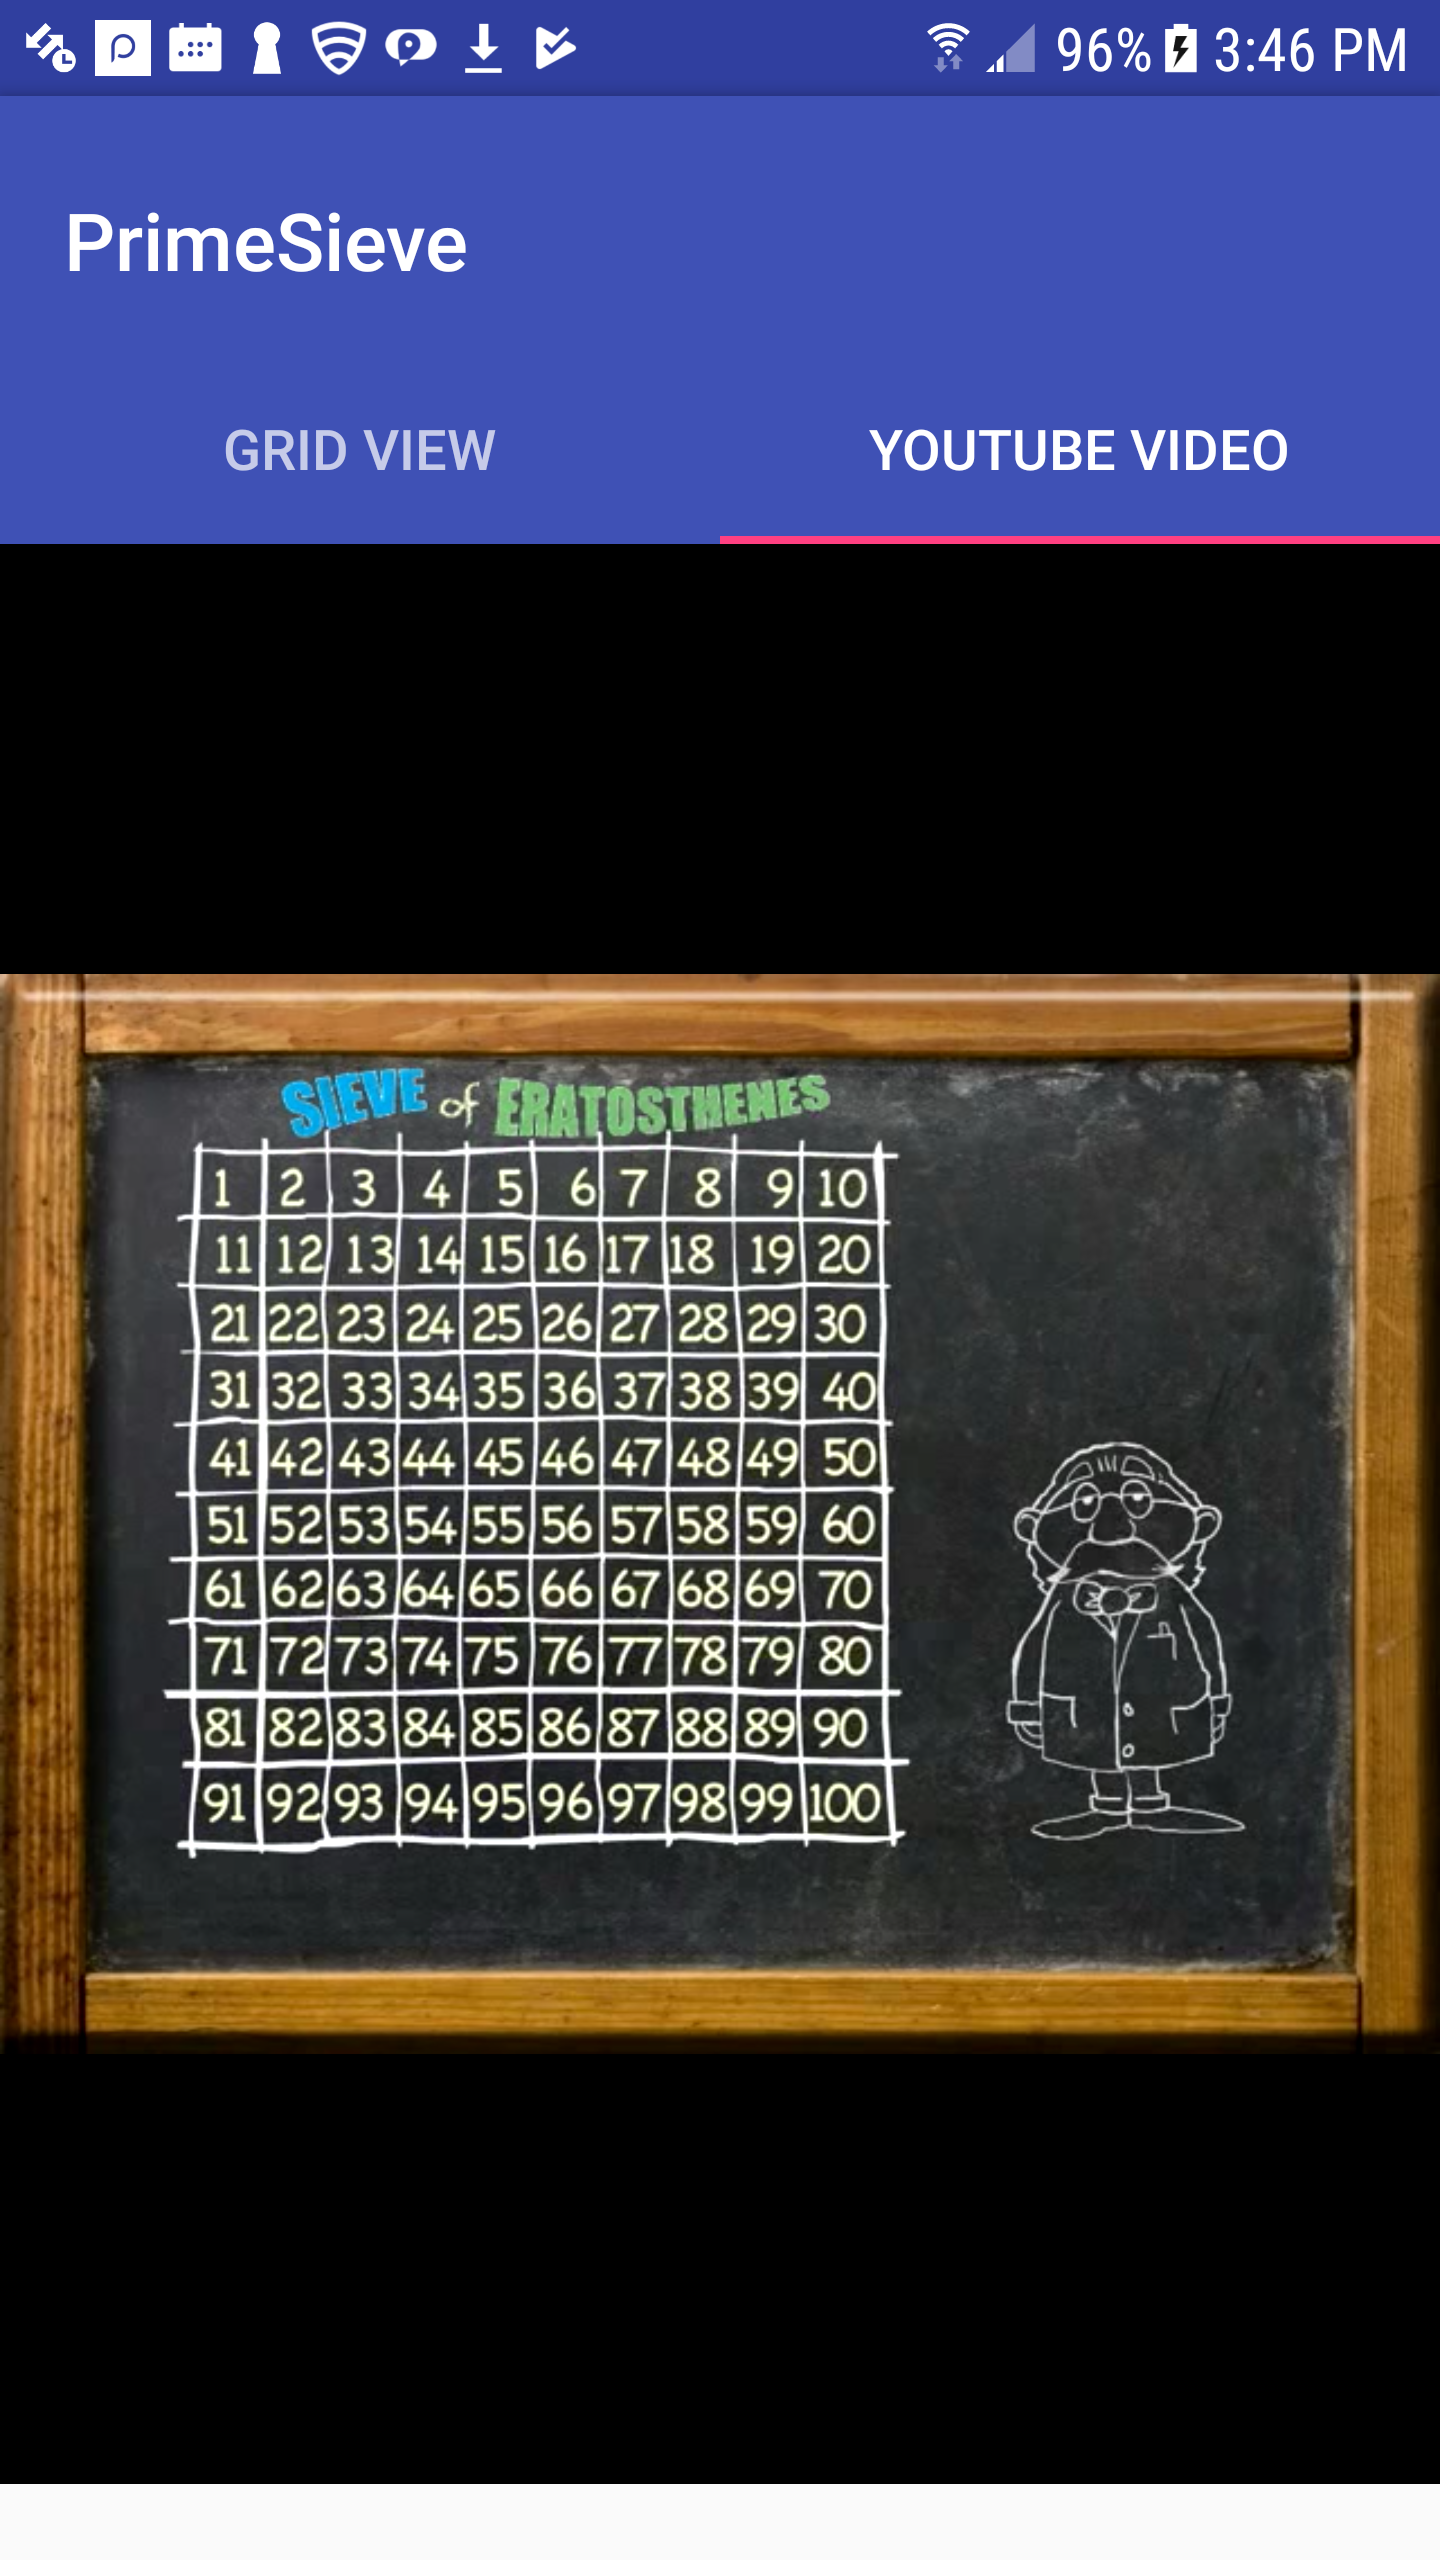 96% 3:46 PM
PrimeSieve
GRID VIEW YOUTUBE VIDEO
SIEVE of ERATOSTHENES
1 2 3 4 5 6 7 8 9 10
11 12 13 14 15 16 17 18 19 20
21 22 23 24 25 26 27 28 29 30
31 32 33 34 35 36 37 38 39 40
41 42 43 44 45 46 47 48 49 50
51 52 53 54 55 56 57 58 59 60
61 62 63 64 65 66 67 68 69 70
71 72 73 74 75 76 77 78 79 80
81 82 83 84 85 86 87 88 89 90
91 92 93 94 95 96 97 98 99 100